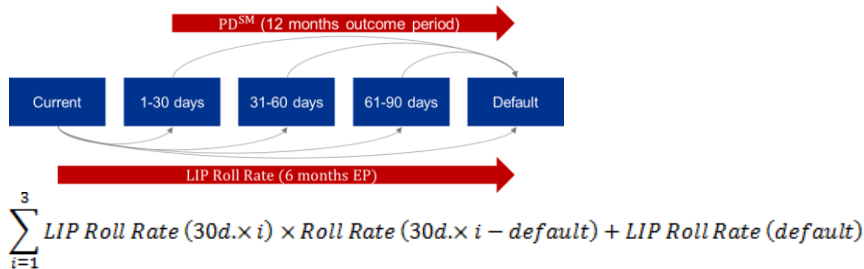 PD^SM (12 months outcome period)
Current 1-30 days 31-60 days 61-90 days Default
LIP Roll Rate (6 months EP)
3
∑ LIP Roll Rate (30d.× i) × Roll Rate (30d.× i − default) + LIP Roll Rate (default)
i=1